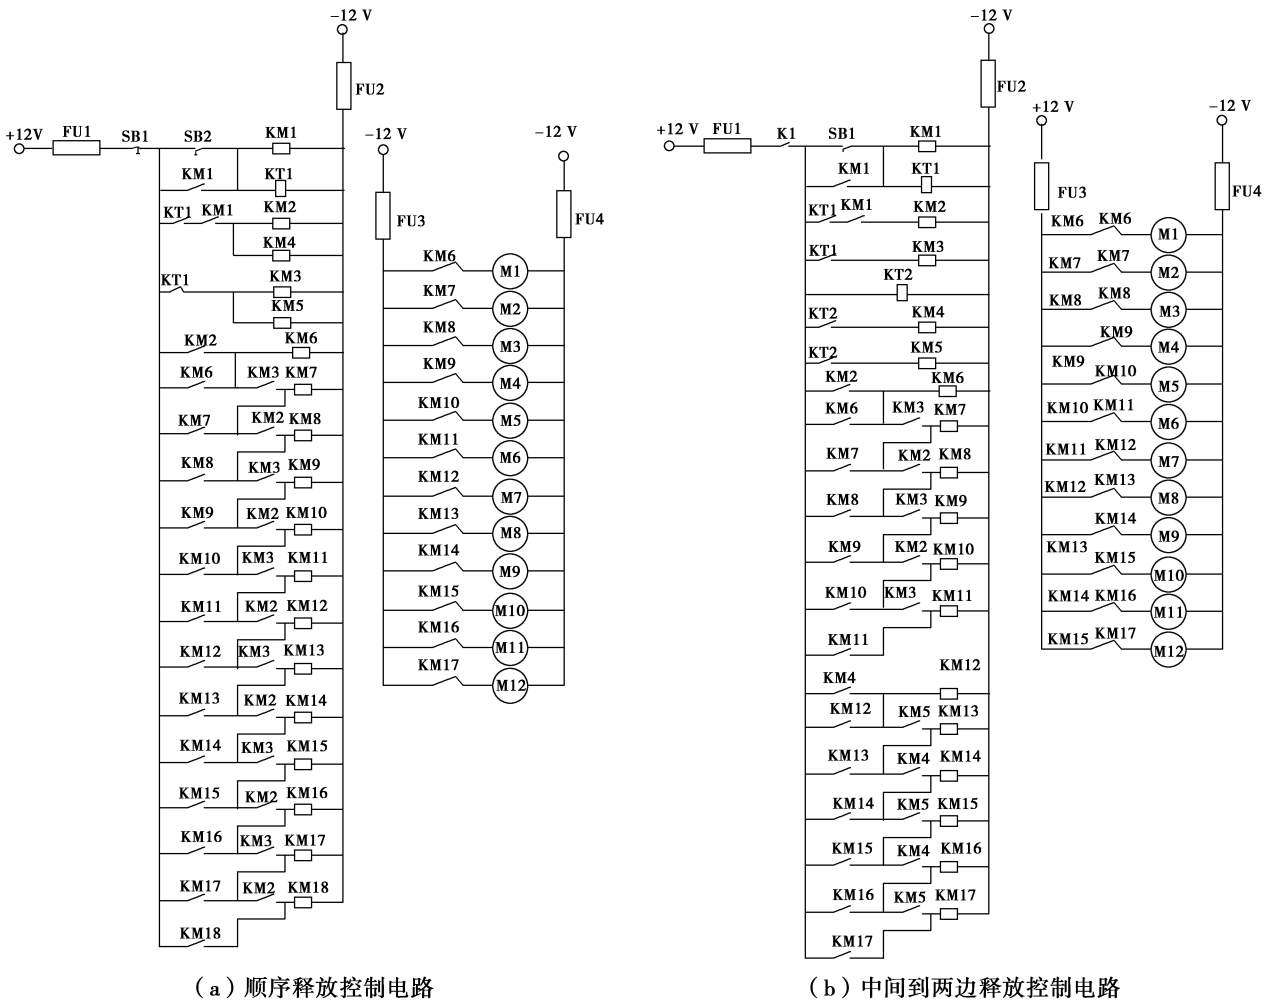 −12 V
FU2
+12V FU1 SB1 SB2 KM1
KM1 KT1
KT1 KM1 KM2
KM4
KT1 KM3
KM5
KM2 KM6
KM6 KM3 KM7
KM7 KM2 KM8
KM8 KM3 KM9
KM9 KM2 KM10
KM10 KM3 KM11
KM11 KM2 KM12
KM12 KM3 KM13
KM13 KM2 KM14
KM14 KM3 KM15
KM15 KM2 KM16
KM16 KM3 KM17
KM17 KM2 KM18
KM18
−12 V −12 V
FU3 FU4
KM6 M1
KM7 M2
KM8 M3
KM9 M4
KM10 M5
KM11 M6
KM12 M7
KM13 M8
KM14 M9
KM15 M10
KM16 M11
KM17 M12
(a)顺序释放控制电路
−12 V
FU2
+12 V FU1 K1 SB1 KM1
KM1 KT1
KT1 KM1 KM2
KT1 KM3
KT2
KT2 KM4
KT2 KM5
KM2 KM6
KM6 KM3 KM7
KM7 KM2 KM8
KM8 KM3 KM9
KM9 KM2 KM10
KM10 KM3 KM11
KM11
KM12
KM4
KM12 KM5 KM13
KM13 KM4 KM14
KM14 KM5 KM15
KM15 KM4 KM16
KM16 KM5 KM17
KM17
+12 V −12 V
FU3 FU4
KM6 KM6 M1
KM7 KM7 M2
KM8 KM8 M3
KM9 M4
KM9 KM10 M5
KM10 KM11 M6
KM11 KM12 M7
KM12 KM13 M8
KM14 M9
KM13 KM15 M10
KM14 KM16 M11
KM15 KM17 M12
(b)中间到两边释放控制电路